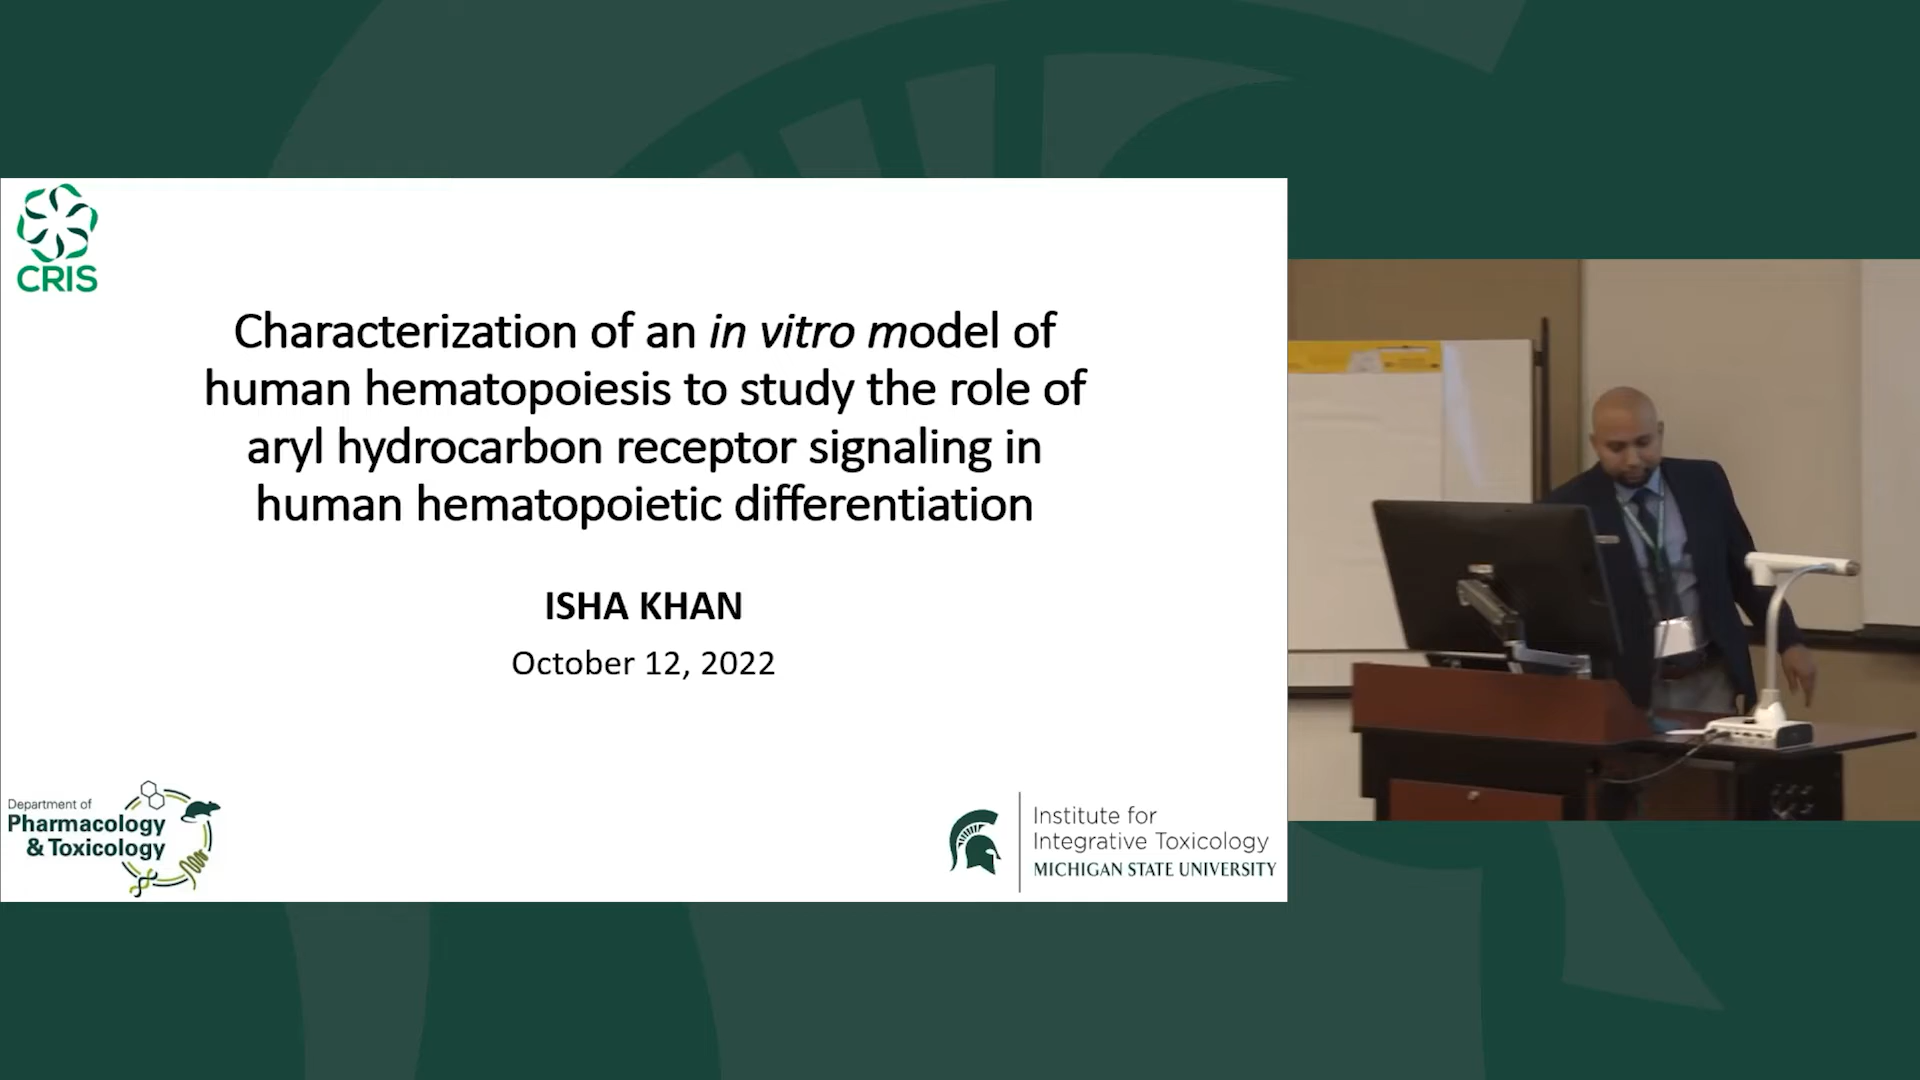 CRIS
Characterization of an in vitro model of
human hematopoiesis to study the role of
aryl hydrocarbon receptor signaling in
human hematopoietic differentiation
ISHA KHAN
October 12, 2022
Department of
Pharmacology
& Toxicology
Institute for
Integrative Toxicology
MICHIGAN STATE UNIVERSITY